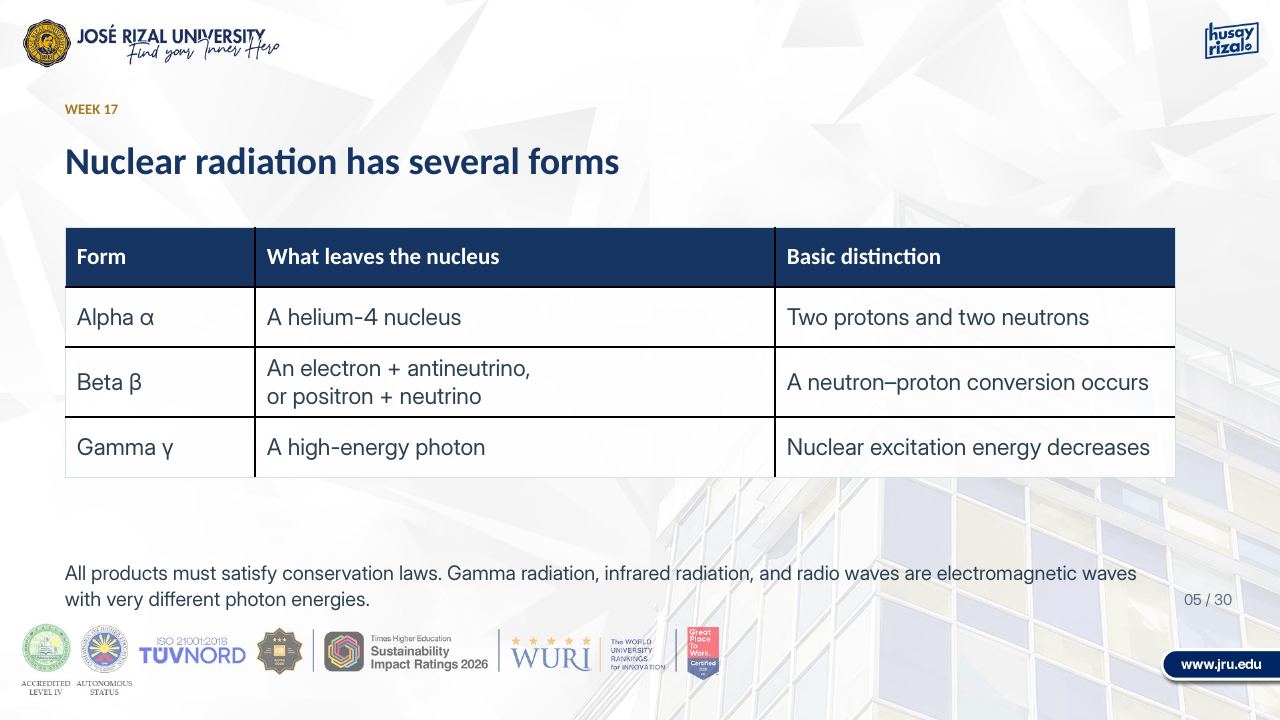 JOSÉ RIZAL UNIVERSITY
Find your Inner Hero
husay
rizal
WEEK 17
Nuclear radiation has several forms
Form
What leaves the nucleus
Basic distinction
Alpha α
A helium-4 nucleus
Two protons and two neutrons
Beta β
An electron + antineutrino,
or positron + neutrino
A neutron–proton conversion occurs
Gamma γ
A high-energy photon
Nuclear excitation energy decreases
All products must satisfy conservation laws. Gamma radiation, infrared radiation, and radio waves are electromagnetic waves
with very different photon energies.
05 / 30
ACCREDITED
LEVEL IV
AUTONOMOUS
STATUS
ISO 21001:2018
TÜVNORD
Times Higher Education
Sustainability
Impact Ratings 2026
WURI
The WORLD
UNIVERSITY
RANKINGS
for INNOVATION
Great
Place
To
Work.
Certified
www.jru.edu